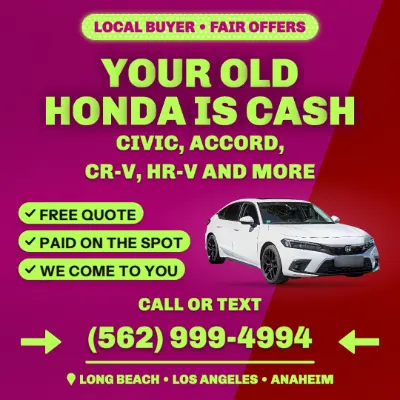 LOCAL BUYER • FAIR OFFERS
YOUR OLD
HONDA IS CASH
CIVIC, ACCORD,
CR-V, HR-V AND MORE
FREE QUOTE
PAID ON THE SPOT
WE COME TO YOU
CALL OR TEXT
(562) 999-4994
LONG BEACH • LOS ANGELES • ANAHEIM